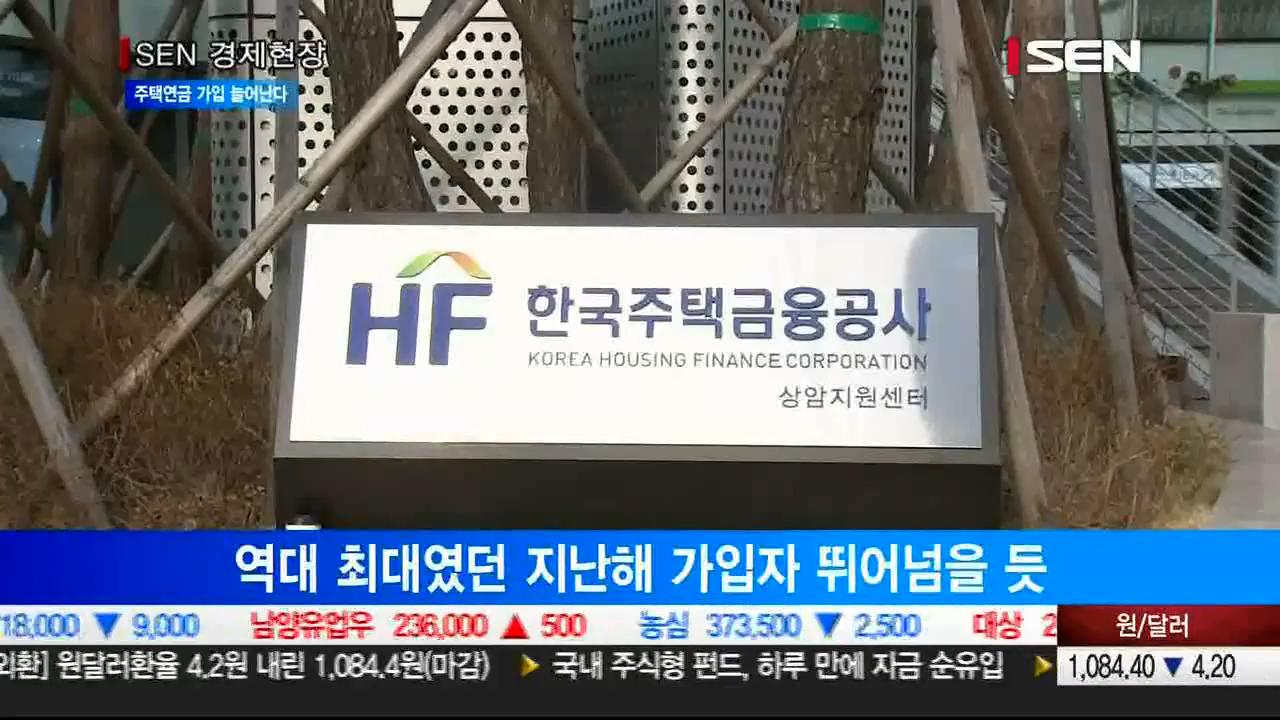 SEN 경제현장
SEN
주택연금 가입 늘어난다
HF 한국주택금융공사
KOREA HOUSING FINANCE CORPORATION
상암지원센터
역대 최대였던 지난해 가입자 뛰어넘을 듯
18,000 ▼ 9,000 남양유업우 236,000 ▲ 500 농심 373,500 ▼ 2,500 대상 2
원/달러
외환] 원달러환율 4.2원 내린 1,084.4원(마감) ▶ 국내 주식형 펀드, 하루 만에 자금 순유입 ▶
1,084.40 ▼ 4.20